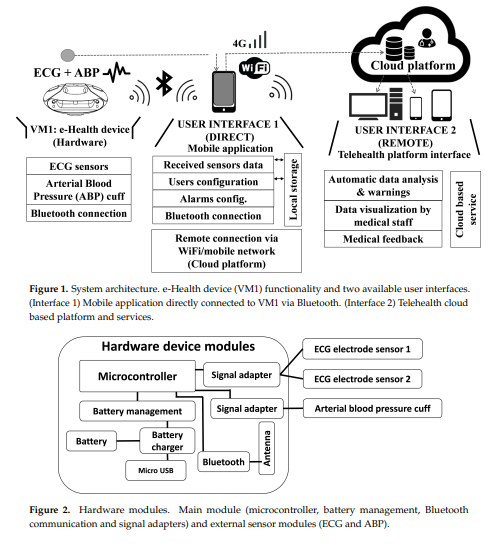 4G
WiFi
Cloud platform
ECG + ABP
VM1: e-Health device
(Hardware)
ECG sensors
Arterial Blood
Pressure (ABP) cuff
Bluetooth connection
USER INTERFACE 1
(DIRECT)
Mobile application
Received sensors data
Users configuration
Alarms config.
Bluetooth connection
Local storage
Remote connection via
WiFi/mobile network
(Cloud platform)
USER INTERFACE 2
(REMOTE)
Telehealth platform interface
Automatic data analysis
& warnings
Data visualization by
medical staff
Medical feedback
Cloud based
service
Figure 1. System architecture. e-Health device (VM1) functionality and two available user interfaces.
(Interface 1) Mobile application directly connected to VM1 via Bluetooth. (Interface 2) Telehealth cloud
based platform and services.
Hardware device modules
Microcontroller
Signal adapter
ECG electrode sensor 1
ECG electrode sensor 2
Battery management
Signal adapter
Arterial blood pressure cuff
Battery
Battery
charger
Micro USB
Bluetooth
Antenna
Figure 2. Hardware modules. Main module (microcontroller, battery management, Bluetooth
communication and signal adapters) and external sensor modules (ECG and ABP).